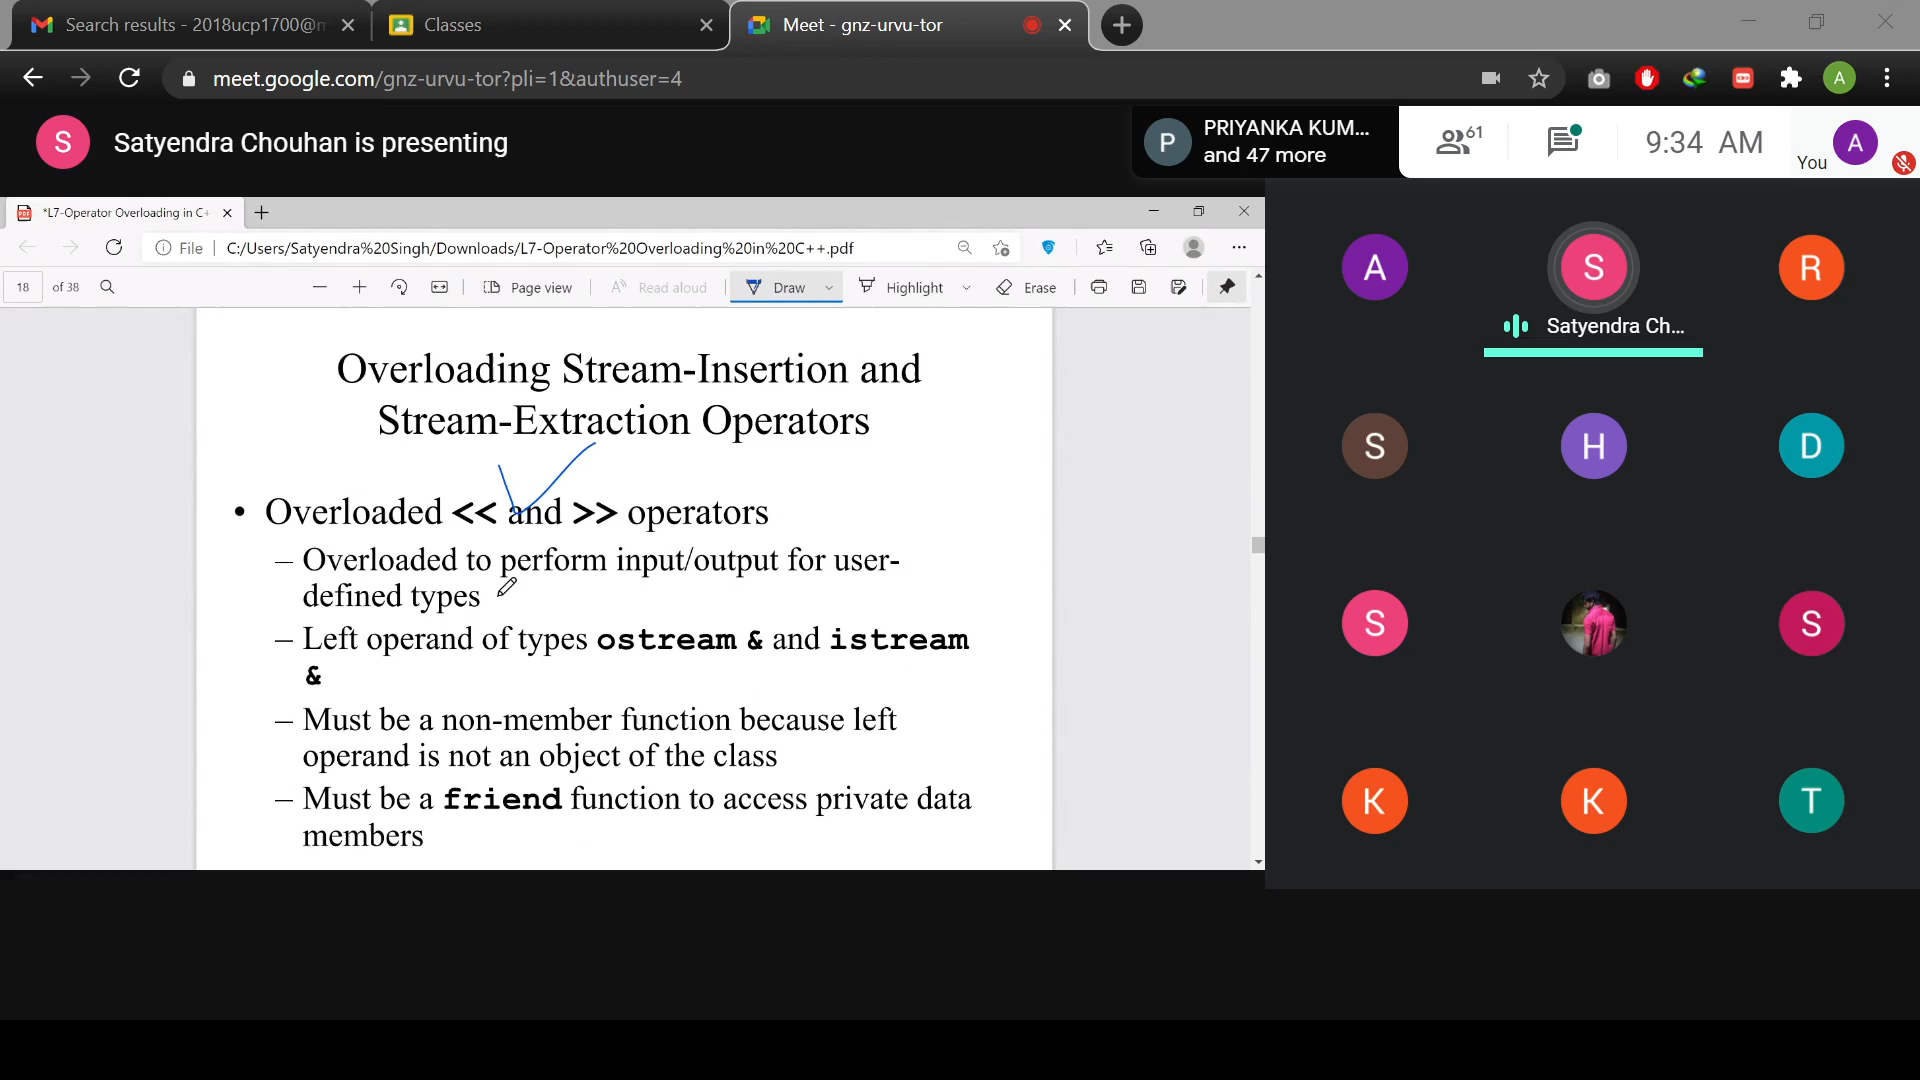 Search results - 2018ucp1700@m
Classes
Meet - gnz-urvu-tor
meet.google.com/gnz-urvu-tor?pli=1&authuser=4
A
S
Satyendra Chouhan is presenting
P
PRIYANKA KUM...
and 47 more
61
9:34 AM
You
A
*L7-Operator Overloading in C+
File
C:/Users/Satyendra%20Singh/Downloads/L7-Operator%20Overloading%20in%20C++.pdf
18 of 38
Page view
Read aloud
Draw
Highlight
Erase
Overloading Stream-Insertion and
Stream-Extraction Operators
• Overloaded << and >> operators
– Overloaded to perform input/output for user-
defined types
– Left operand of types ostream & and istream
&
– Must be a non-member function because left
operand is not an object of the class
– Must be a friend function to access private data
members
A
S
R
Satyendra Ch...
S
H
D
S
S
K
K
T